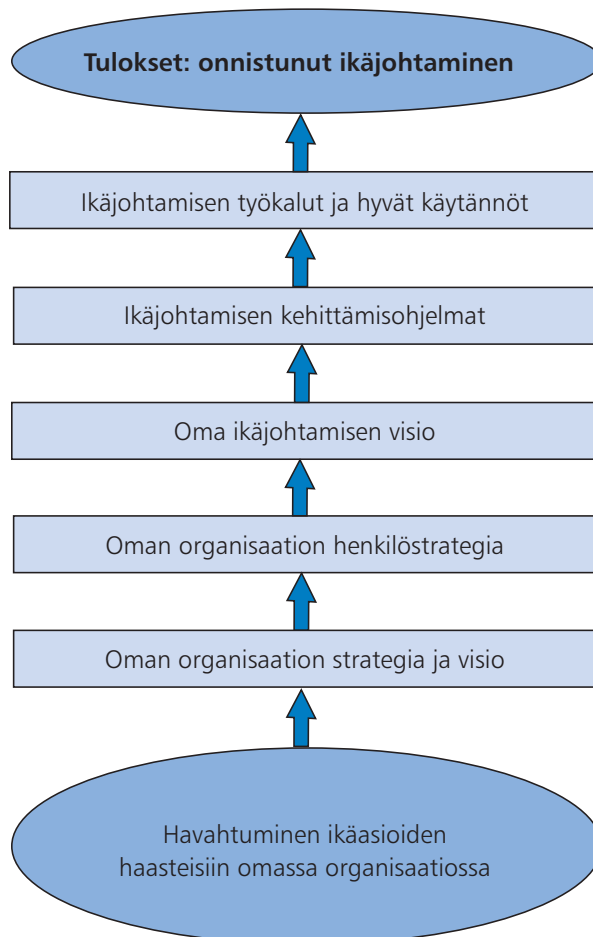 Tulokset: onnistunut ikäjohtaminen
Ikäjohtamisen työkalut ja hyvät käytännöt
Ikäjohtamisen kehittämisohjelmat
Oma ikäjohtamisen visio
Oman organisaation henkilöstrategia
Oman organisaation strategia ja visio
Havahtuminen ikäasioiden
haasteisiin omassa organisaatiossa